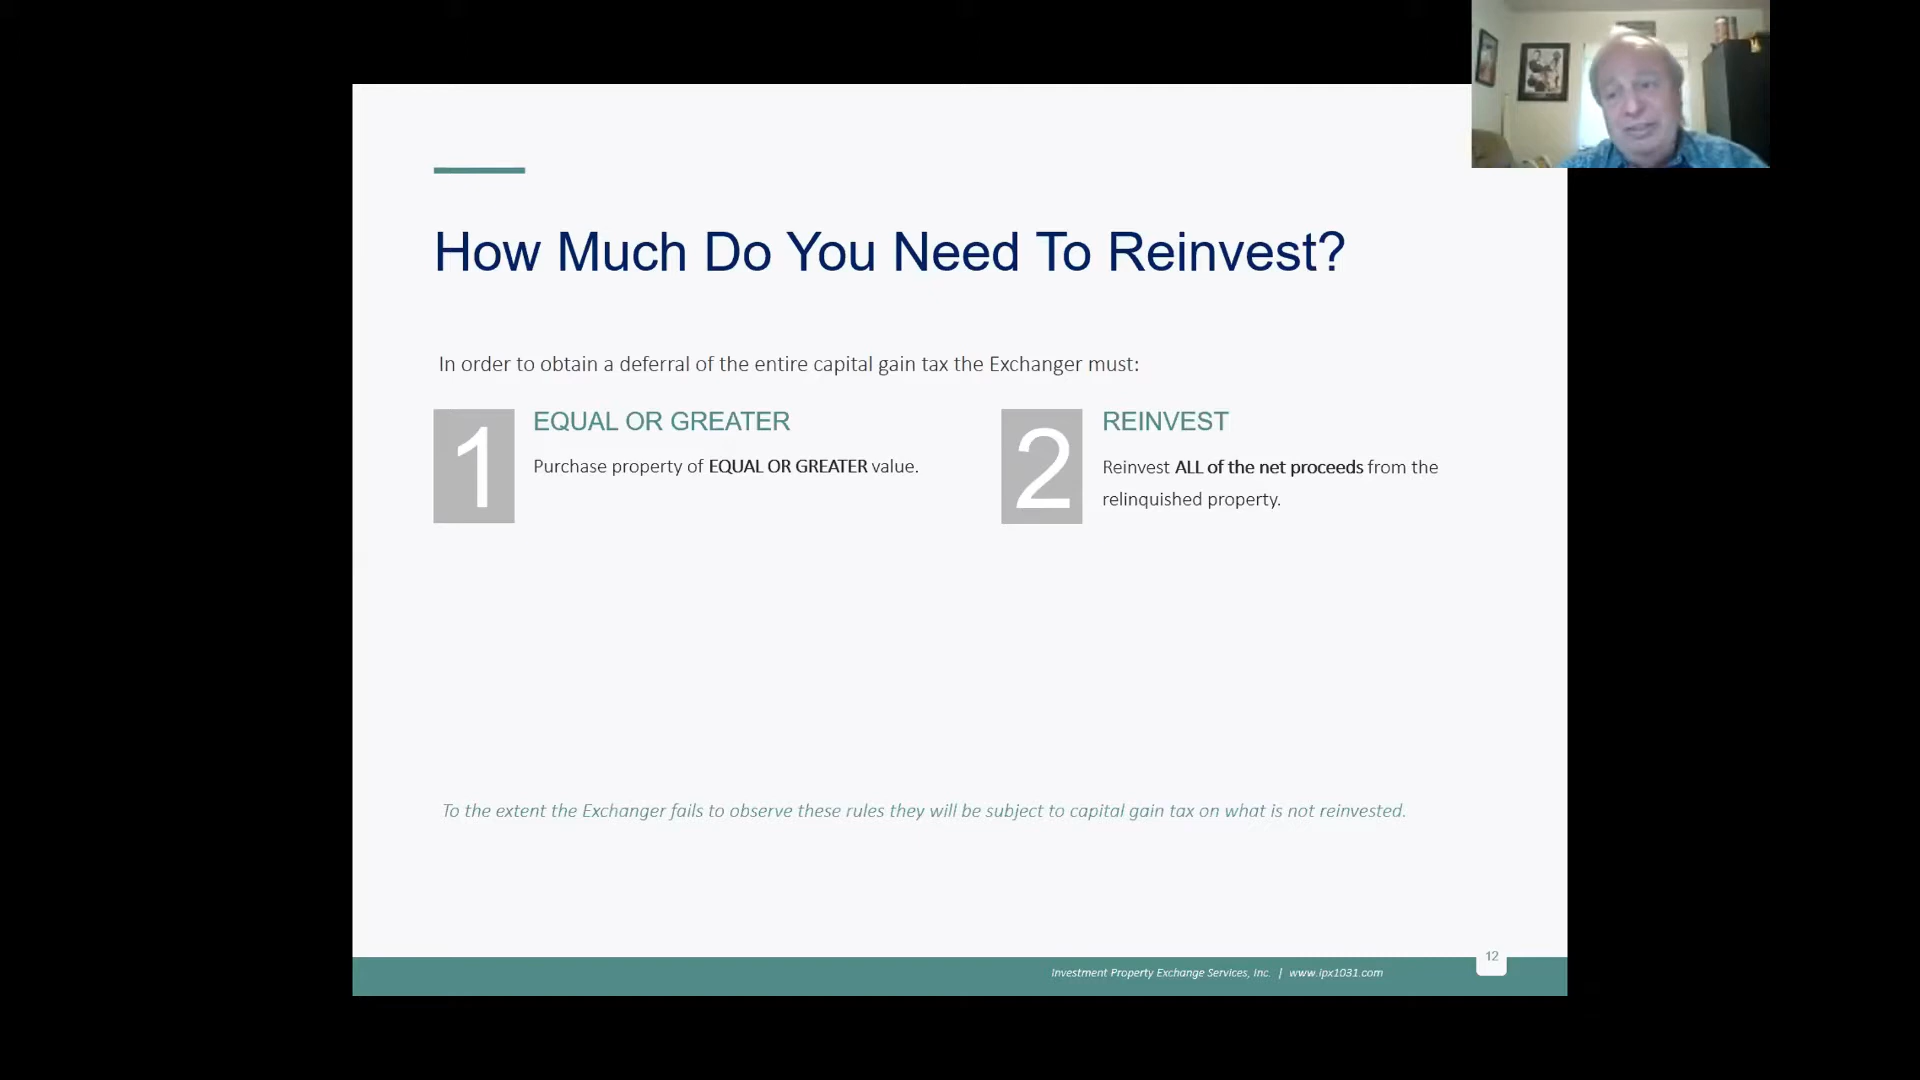 How Much Do You Need To Reinvest?
In order to obtain a deferral of the entire capital gain tax the Exchanger must:
1
EQUAL OR GREATER
Purchase property of EQUAL OR GREATER value.
2
REINVEST
Reinvest ALL of the net proceeds from the
relinquished property.
To the extent the Exchanger fails to observe these rules they will be subject to capital gain tax on what is not reinvested.
Investment Property Exchange Services, Inc. | www.ipx1031.com
12